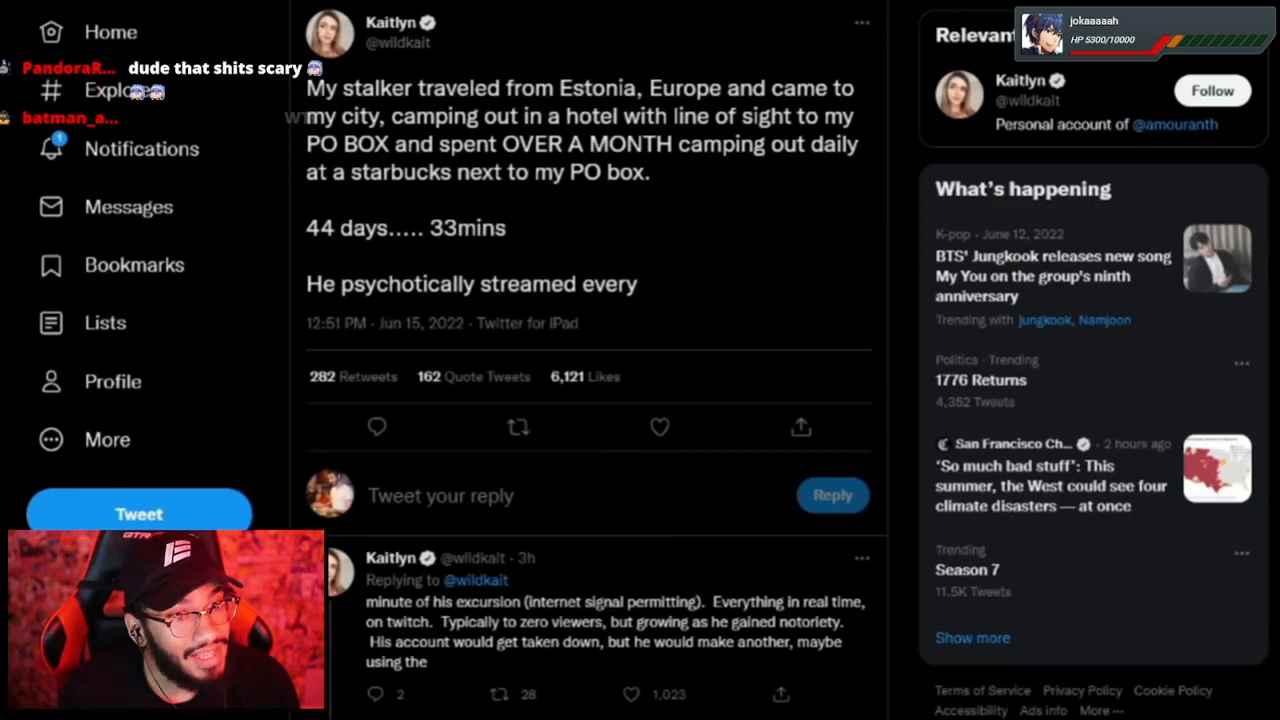 Home
Explo
Notifications
1
Messages
Bookmarks
Lists
Profile
More
Tweet
PandoraR... dude that shits scary
batman_a...
Kaitlyn
@wildkait
My stalker traveled from Estonia, Europe and came to
my city, camping out in a hotel with line of sight to my
PO BOX and spent OVER A MONTH camping out daily
at a starbucks next to my PO box.
44 days..... 33mins
He psychotically streamed every
12:51 PM · Jun 15, 2022 · Twitter for iPad
282 Retweets 162 Quote Tweets 6,121 Likes
Tweet your reply
Reply
Kaitlyn @wildkait · 3h
Replying to @wildkait
minute of his excursion (internet signal permitting). Everything in real time,
on twitch. Typically to zero viewers, but growing as he gained notoriety.
His account would get taken down, but he would make another, maybe
using the
2 28 1,023
Relevan
jokaaaaah
HP 5300/10000
Kaitlyn
@wildkait
Follow
Personal account of @amouranth
What's happening
K-pop · June 12, 2022
BTS' Jungkook releases new song
My You on the group's ninth
anniversary
Trending with jungkook, Namjoon
Politics · Trending
1776 Returns
4,352 Tweets
San Francisco Ch... · 2 hours ago
'So much bad stuff': This
summer, the West could see four
climate disasters — at once
Trending
Season 7
11.5K Tweets
Show more
Terms of Service Privacy Policy Cookie Policy
Accessibility Ads info More ···